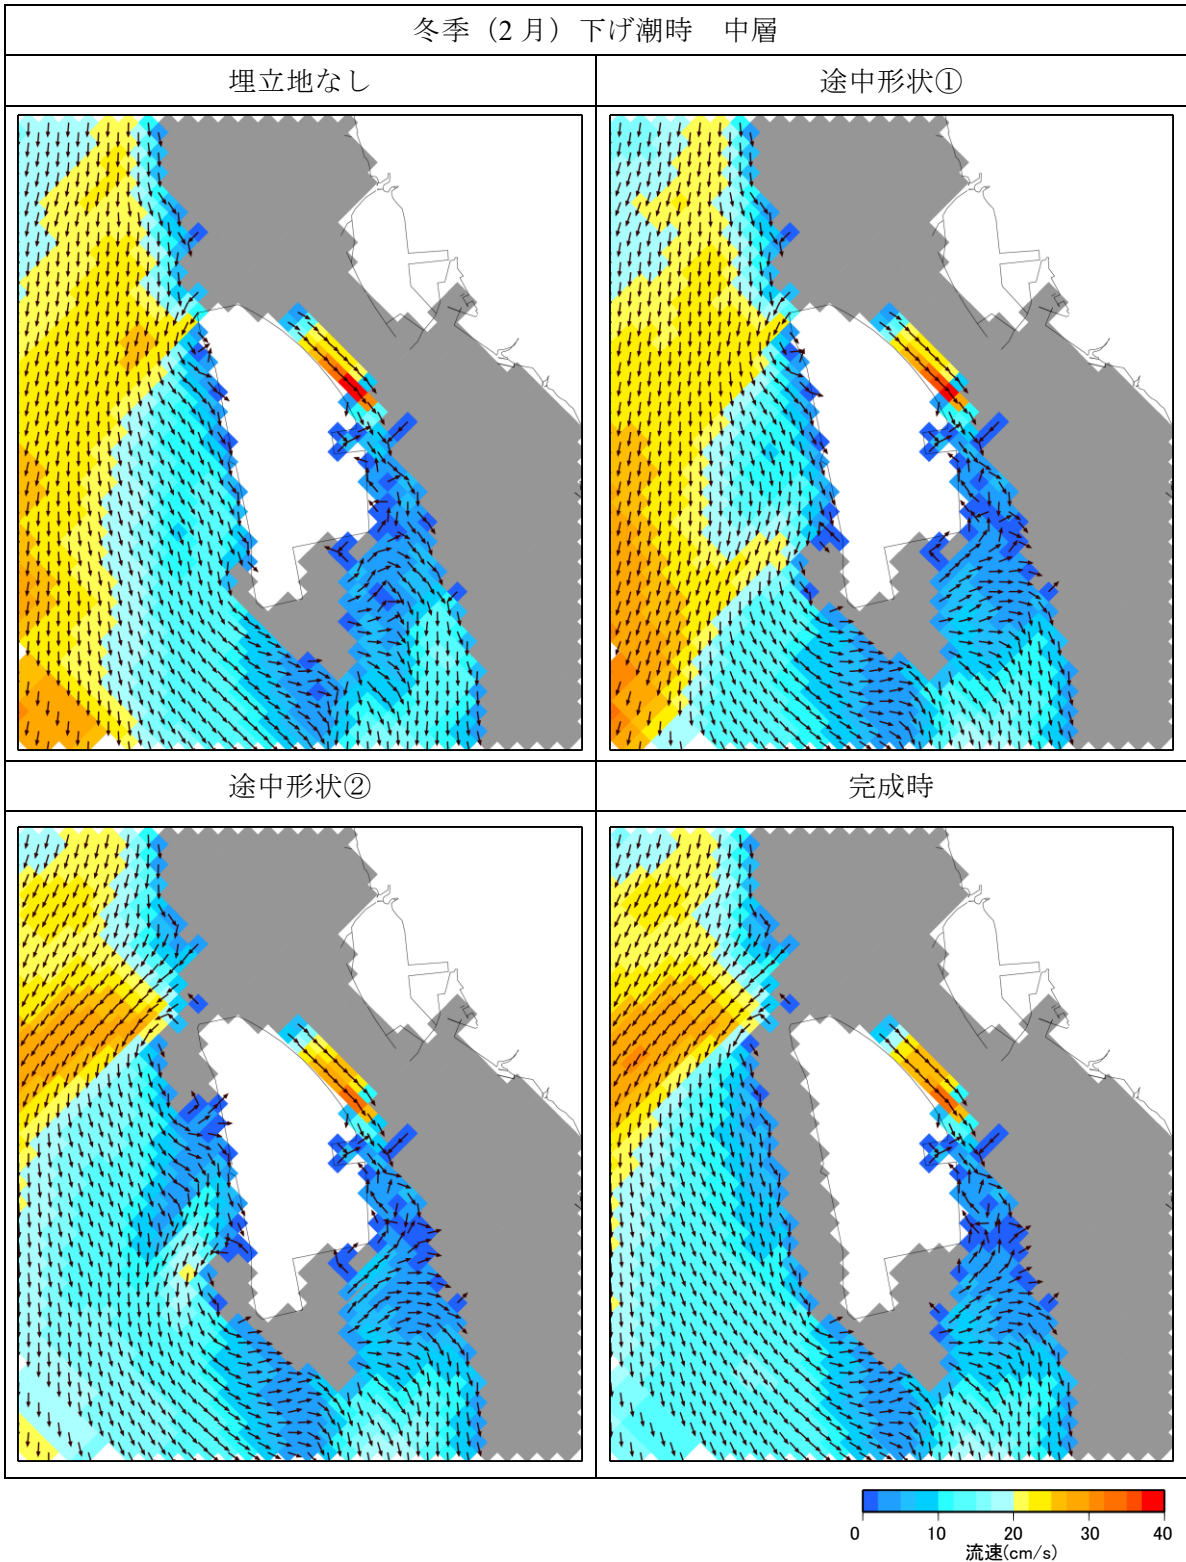 冬季（2月）下げ潮時　中層
埋立地なし
途中形状①
途中形状②
完成時
0 10 20 30 40
流速(cm/s)